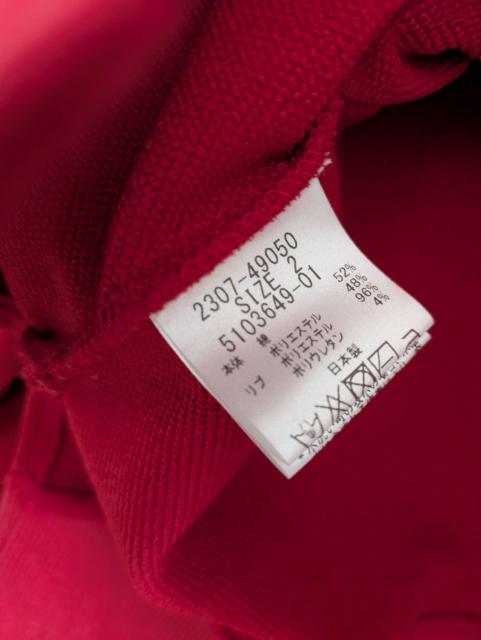 2307-49050
SIZE 2
5103649-01
本体 綿 52%
ポリエステル 48%
リブ ポリエステル 96%
ポリウレタン 4%
日本製